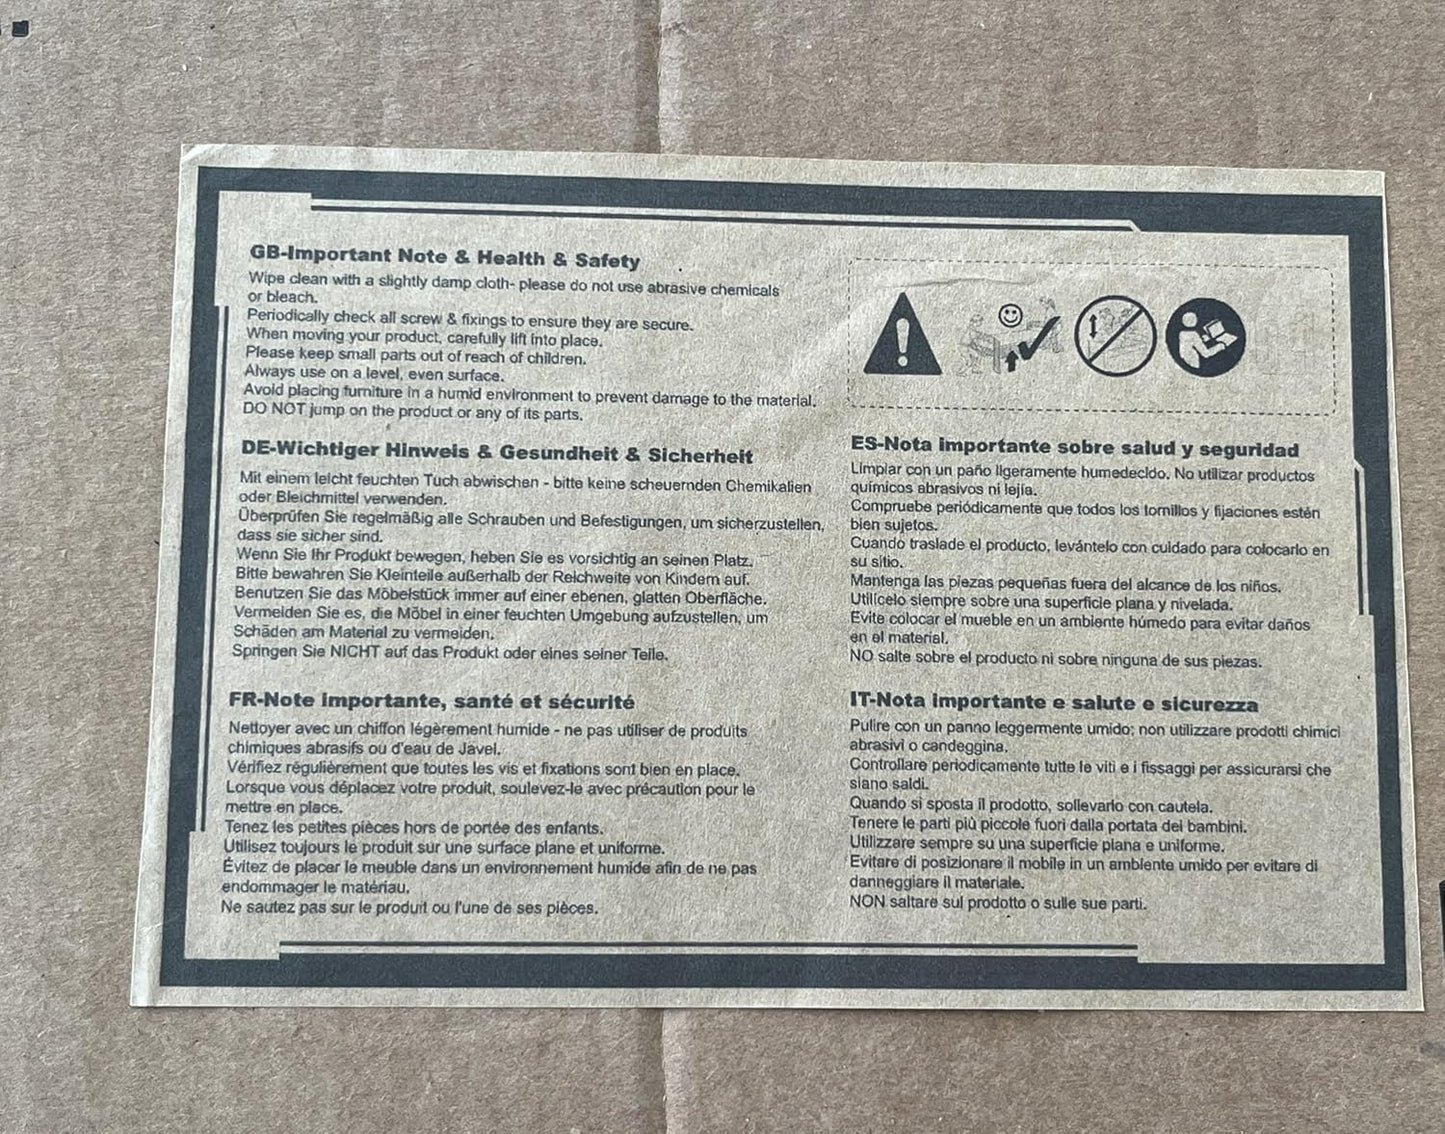 GB-Important Note & Health & Safety
Wipe clean with a slightly damp cloth- please do not use abrasive chemicals
or bleach.
Periodically check all screw & fixings to ensure they are secure.
When moving your product, carefully lift into place.
Please keep small parts out of reach of children.
Always use on a level, even surface.
Avoid placing furniture in a humid environment to prevent damage to the material.
DO NOT jump on the product or any of its parts.
DE-Wichtiger Hinweis & Gesundheit & Sicherheit
Mit einem leicht feuchten Tuch abwischen - bitte keine scheuernden Chemikalien
oder Bleichmittel verwenden.
Überprüfen Sie regelmäßig alle Schrauben und Befestigungen, um sicherzustellen,
dass sie sicher sind.
Wenn Sie Ihr Produkt bewegen, heben Sie es vorsichtig an seinen Platz.
Bitte bewahren Sie Kleinteile außerhalb der Reichweite von Kindern auf.
Benutzen Sie das Möbelstück immer auf einer ebenen, glatten Oberfläche.
Vermeiden Sie es, die Möbel in einer feuchten Umgebung aufzustellen, um
Schäden am Material zu vermeiden.
Springen Sie NICHT auf das Produkt oder eines seiner Teile.
FR-Note importante, santé et sécurité
Nettoyer avec un chiffon légèrement humide - ne pas utiliser de produits
chimiques abrasifs ou d'eau de Javel.
Vérifiez régulièrement que toutes les vis et fixations sont bien en place.
Lorsque vous déplacez votre produit, soulevez-le avec précaution pour le
mettre en place.
Tenez les petites pièces hors de portée des enfants.
Utilisez toujours le produit sur une surface plane et uniforme.
Évitez de placer le meuble dans un environnement humide afin de ne pas
endommager le matériau.
Ne sautez pas sur le produit ou l'une de ses pièces.
ES-Nota importante sobre salud y seguridad
Limpiar con un paño ligeramente humedecido. No utilizar productos
químicos abrasivos ni lejía.
Compruebe periódicamente que todos los tornillos y fijaciones estén
bien sujetos.
Cuando traslade el producto, levántelo con cuidado para colocarlo en
su sitio.
Mantenga las piezas pequeñas fuera del alcance de los niños.
Utilícelo siempre sobre una superficie plana y nivelada.
Evite colocar el mueble en un ambiente húmedo para evitar daños
en el material.
NO salte sobre el producto ni sobre ninguna de sus piezas.
IT-Nota importante e salute e sicurezza
Pulire con un panno leggermente umido; non utilizzare prodotti chimici
abrasivi o candeggina.
Controllare periodicamente tutte le viti e i fissaggi per assicurarsi che
siano saldi.
Quando si sposta il prodotto, sollevarlo con cautela.
Tenere le parti più piccole fuori dalla portata dei bambini.
Utilizzare sempre su una superficie plana e uniforme.
Evitare di posizionare il mobile in un ambiente umido per evitare di
danneggiare il materiale.
NON saltare sul prodotto o sulle sue parti.